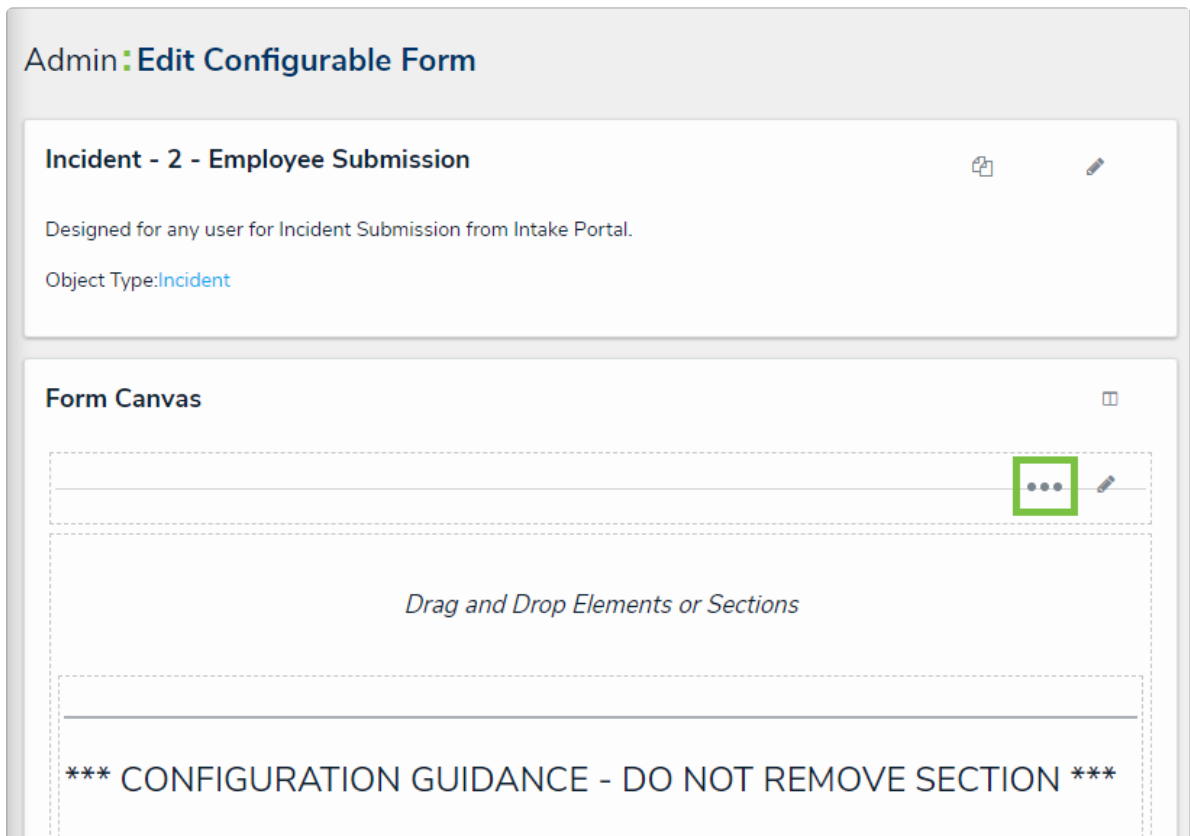 Admin:Edit Configurable Form
Incident - 2 - Employee Submission
Designed for any user for Incident Submission from Intake Portal.
Object Type:Incident
Form Canvas
Drag and Drop Elements or Sections
*** CONFIGURATION GUIDANCE - DO NOT REMOVE SECTION ***